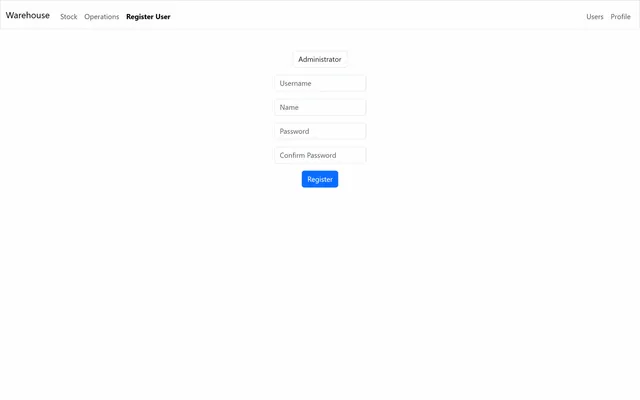 Warehouse Stock Operations Register User Users Profile
Administrator
Username
Name
Password
Confirm Password
Register